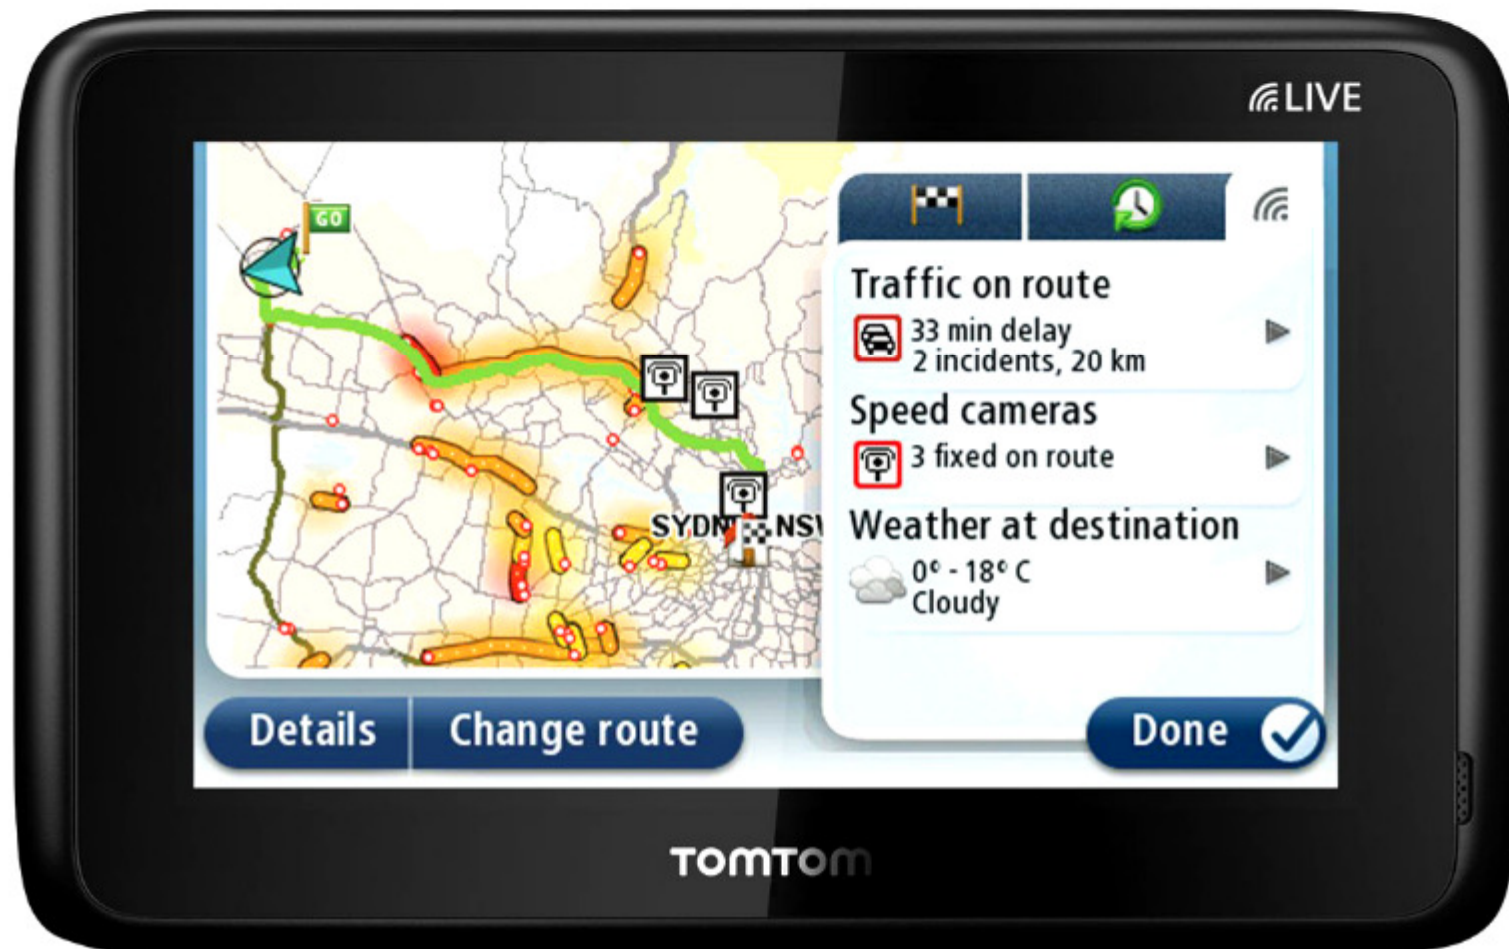 LIVE
GO
Traffic on route
33 min delay
2 incidents, 20 km
Speed cameras
3 fixed on route
SYDN NSW
Weather at destination
0° - 18° C
Cloudy
Details
Change route
Done
TOMTOM